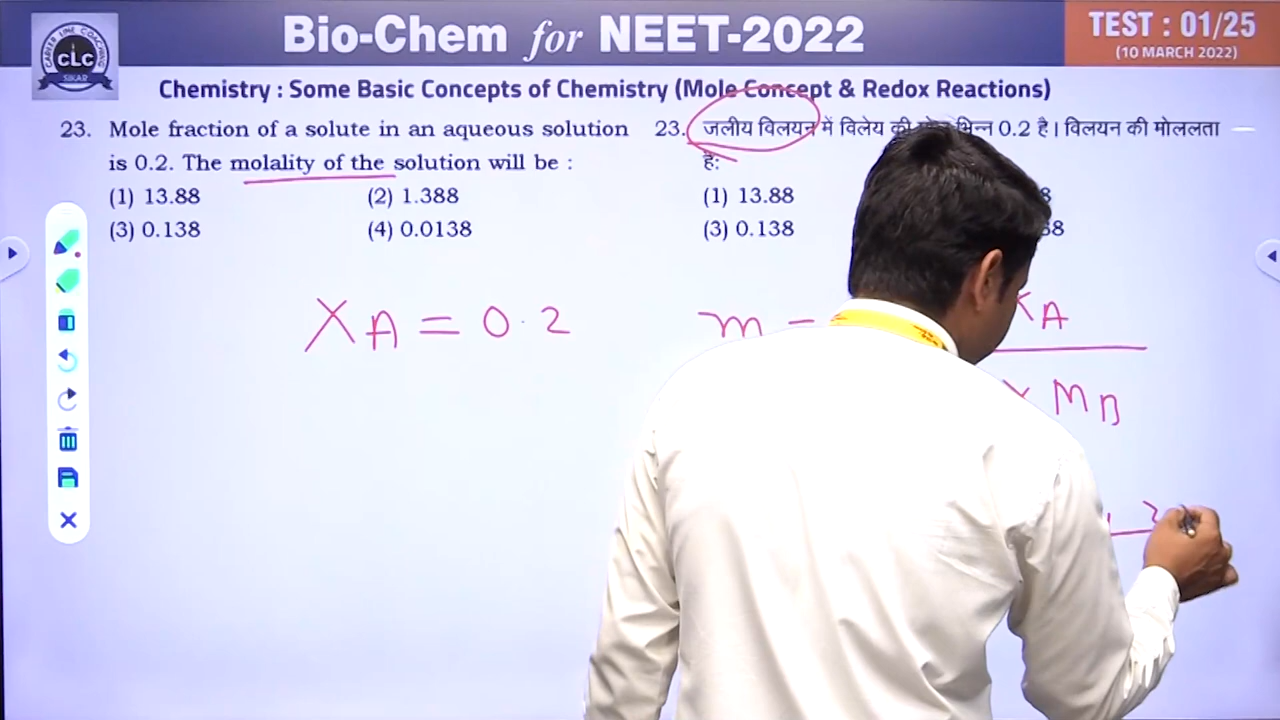 Bio-Chem for NEET-2022
TEST : 01/25
(10 MARCH 2022)
CAREER LINE COACHING
CLC
SIKAR
Chemistry : Some Basic Concepts of Chemistry (Mole Concept & Redox Reactions)
23. Mole fraction of a solute in an aqueous solution
is 0.2. The molality of the solution will be :
(1) 13.88 (2) 1.388
(3) 0.138 (4) 0.0138
23. जलीय विलयन में विलेय की भिन्न 0.2 है। विलयन की मोललता
है:
(1) 13.88
(3) 0.138
X A = 0.2
m =
X A
× M B